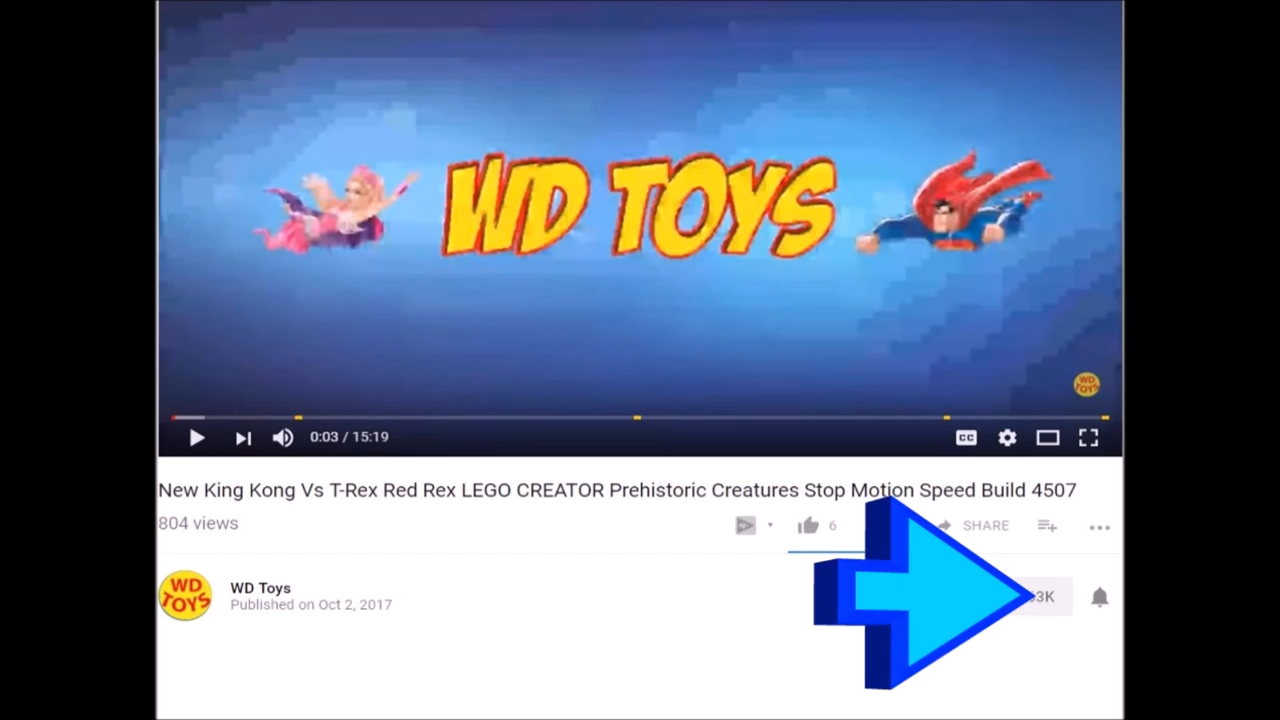 WD TOYS
WD TOYS
0:03 / 15:19
CC
New King Kong Vs T-Rex Red Rex LEGO CREATOR Prehistoric Creatures Stop Motion Speed Build 4507
804 views
6
SHARE
WD TOYS
WD Toys
Published on Oct 2, 2017